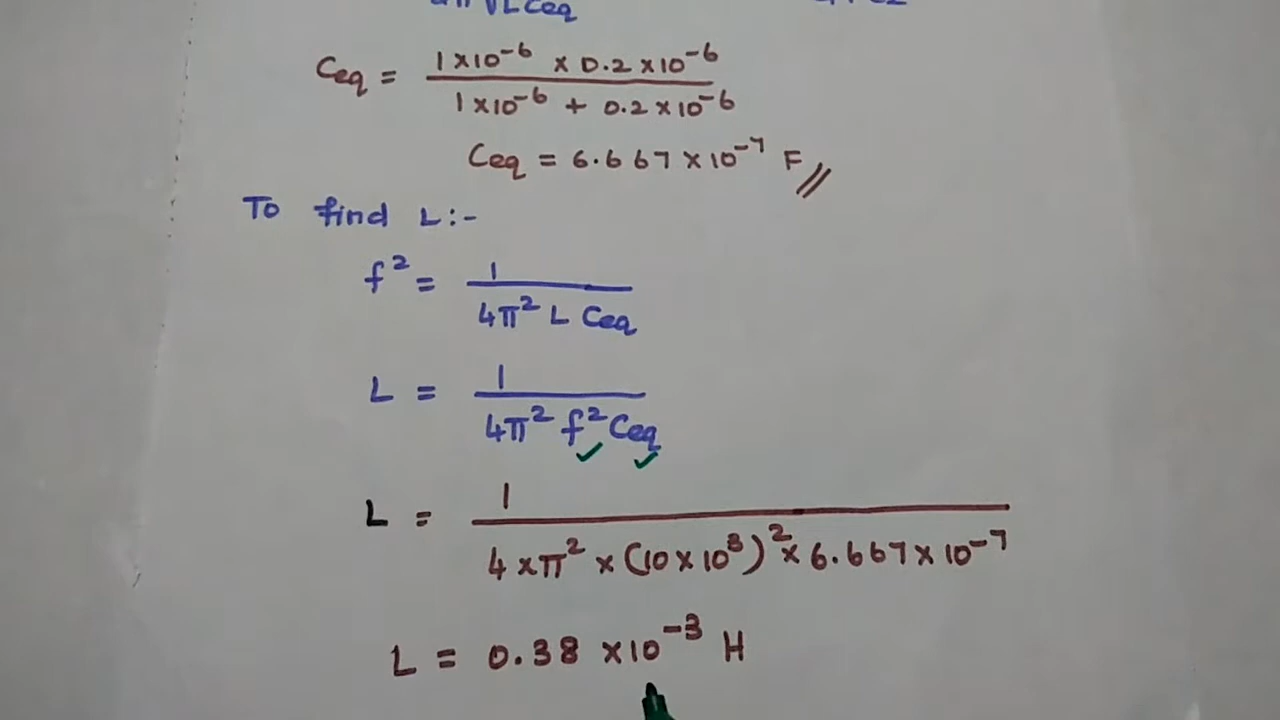 √LCeq
Ceq = 1×10⁻⁶ × 0.2×10⁻⁶ / 1×10⁻⁶ + 0.2×10⁻⁶
Ceq = 6.667×10⁻⁷ F
To find L:-
f² = 1 / 4π² L Ceq
L = 1 / 4π² f² Ceq
L = 1 / 4×π² × (10×10³)² × 6.667×10⁻⁷
L = 0.38 ×10⁻³ H